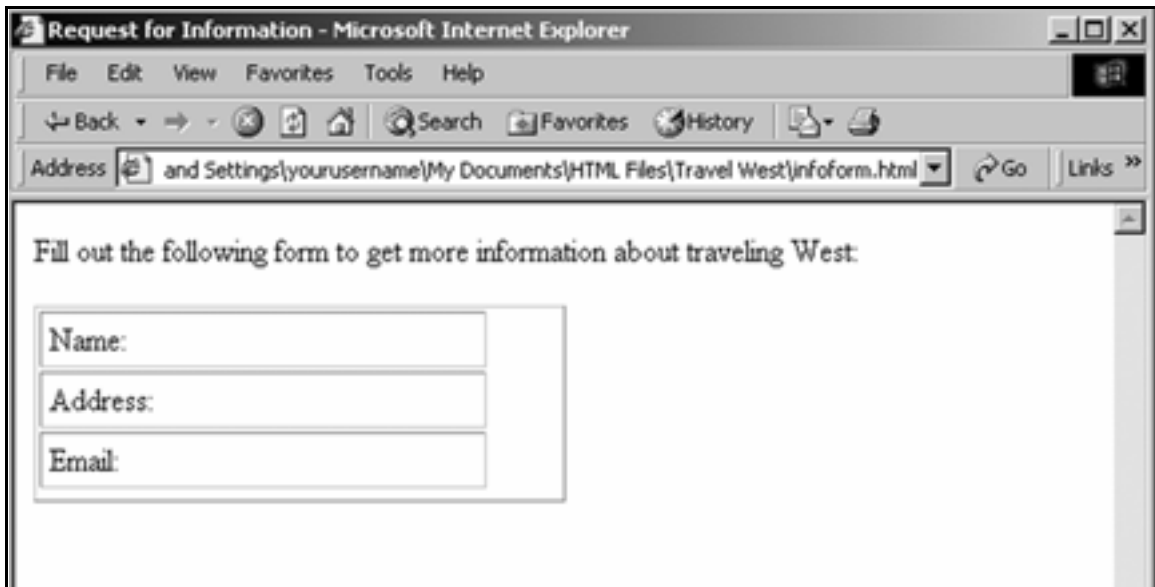 Request for Information - Microsoft Internet Explorer
File Edit View Favorites Tools Help
Back Search Favorites History
Address and Settings\yourusername\My Documents\HTML Files\Travel West\infoform.html Go Links »
Fill out the following form to get more information about traveling West:
Name:
Address:
Email: